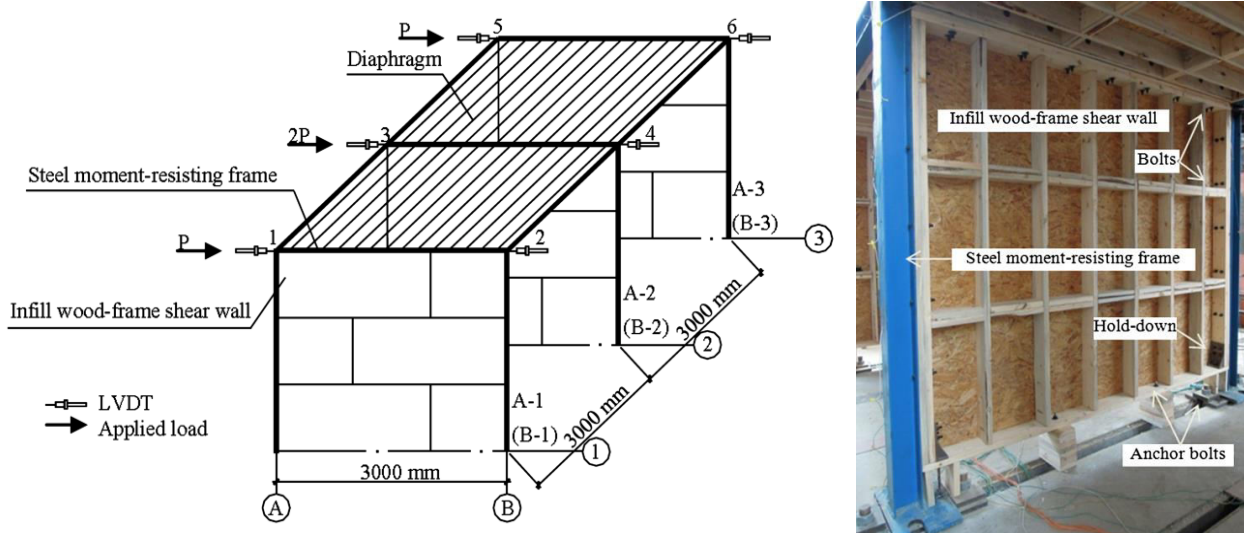 P
5
6
Diaphragm
2P
3
4
Steel moment-resisting frame
A-3
(B-3)
3
P
1
2
A-2
(B-2)
2
3000 mm
Infill wood-frame shear wall
LVDT
Applied load
A-1
(B-1)
1
3000 mm
3000 mm
A
B
Infill wood-frame shear wall
Bolts
Steel moment-resisting frame
Hold-down
Anchor bolts